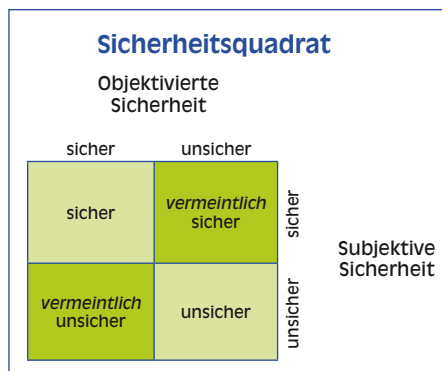 Sicherheitsquadrat
Objektivierte
Sicherheit
sicher unsicher
sicher
vermeintlich
sicher
sicher
Subjektive
Sicherheit
vermeintlich
unsicher
unsicher
unsicher